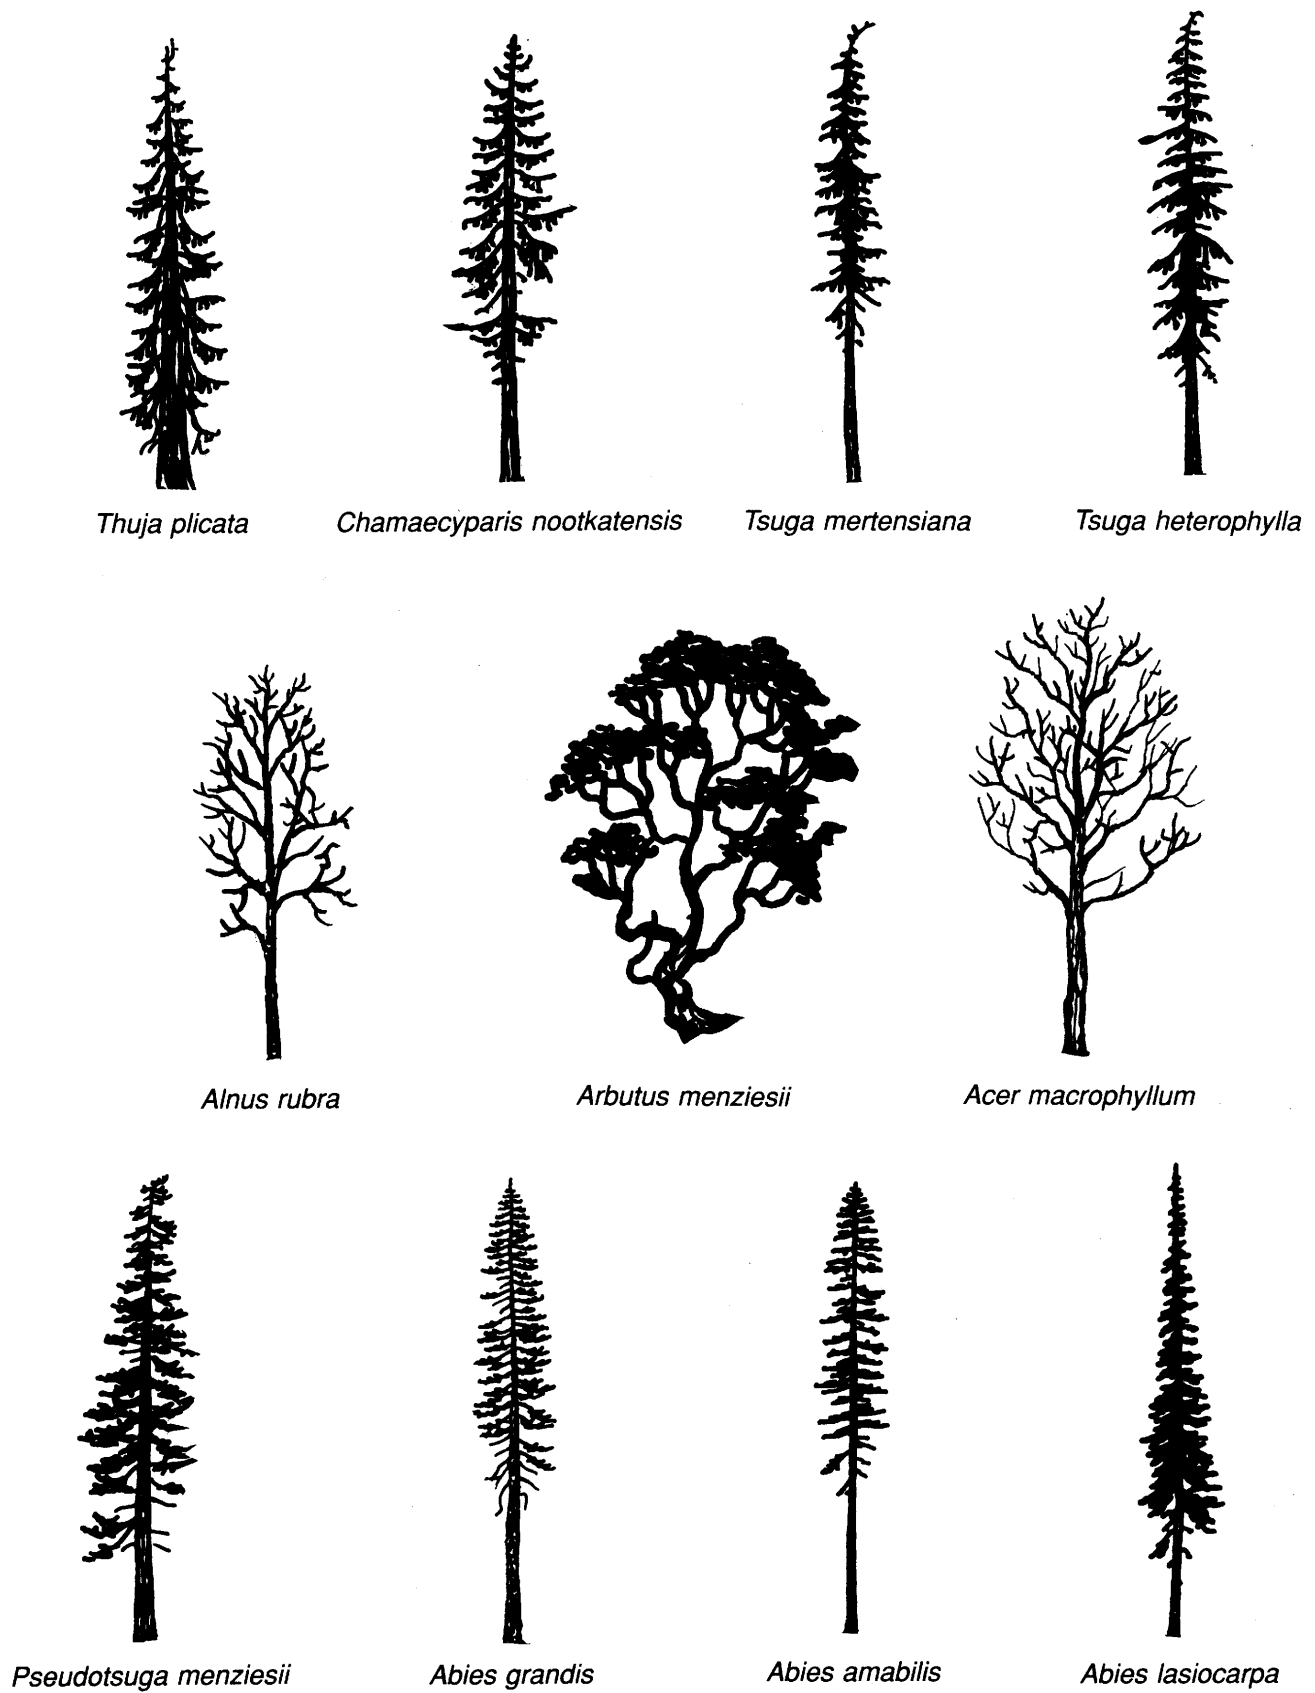 Thuja plicata
Chamaecyparis nootkatensis
Tsuga mertensiana
Tsuga heterophylla
Alnus rubra
Arbutus menziesii
Acer macrophyllum
Pseudotsuga menziesii
Abies grandis
Abies amabilis
Abies lasiocarpa